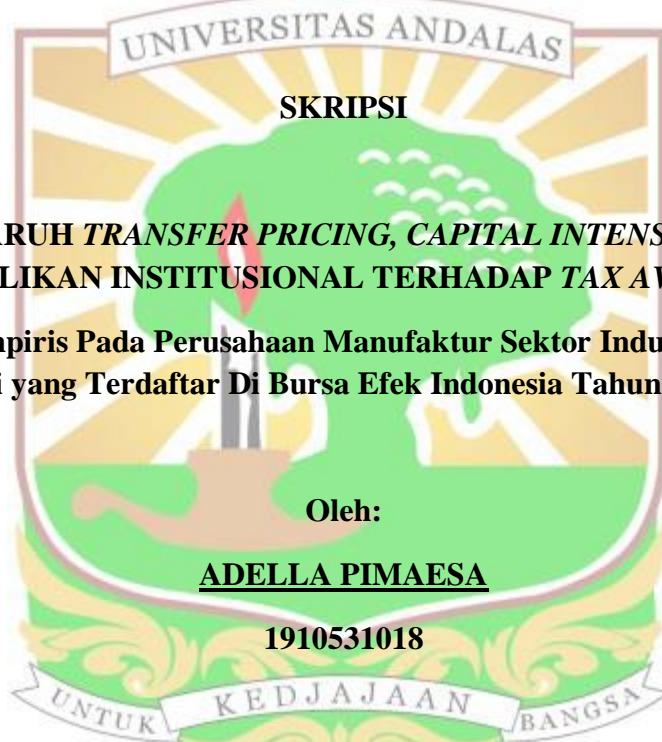 UNIVERSITAS ANDALAS
SKRIPSI
ARUH TRANSFER PRICING, CAPITAL INTENS
LIKAN INSTITUSIONAL TERHADAP TAX AV
piris Pada Perusahaan Manufaktur Sektor Indu
i yang Terdaftar Di Bursa Efek Indonesia Tahun
Oleh:
ADELLA PIMAESA
1910531018
UNTUK KEDJAJAAN BANGSA